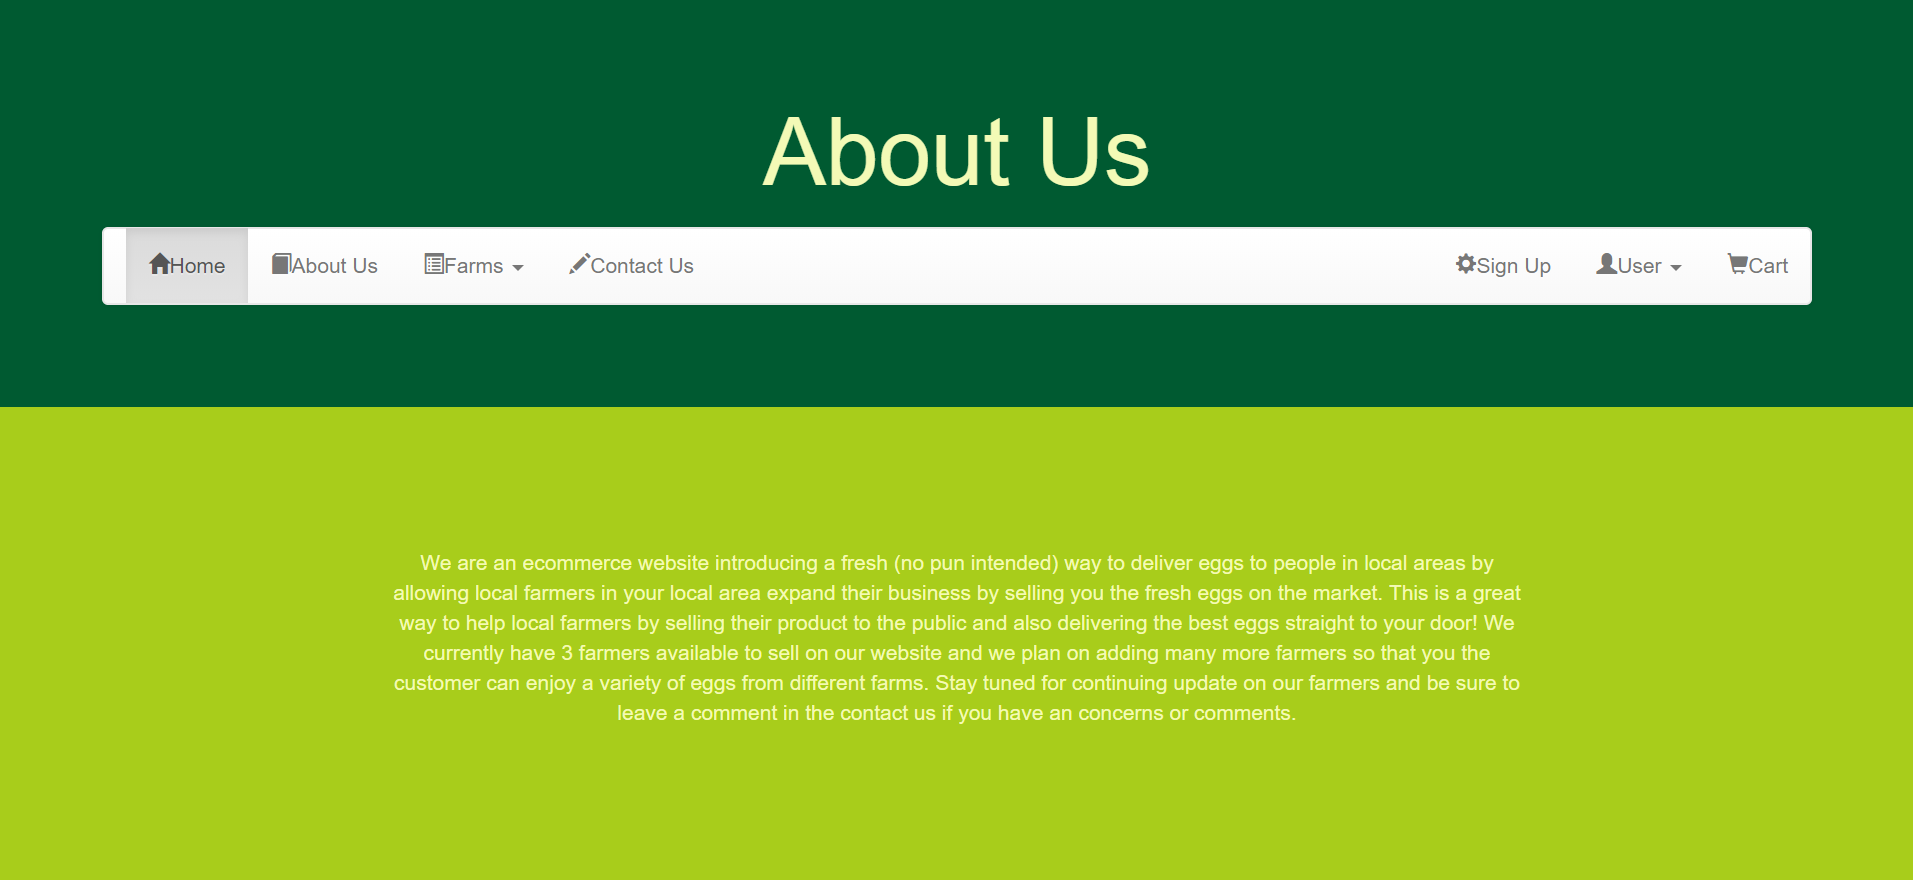 About Us
Home About Us Farms Contact Us Sign Up User Cart
We are an ecommerce website introducing a fresh (no pun intended) way to deliver eggs to people in local areas by
allowing local farmers in your local area expand their business by selling you the fresh eggs on the market. This is a great
way to help local farmers by selling their product to the public and also delivering the best eggs straight to your door! We
currently have 3 farmers available to sell on our website and we plan on adding many more farmers so that you the
customer can enjoy a variety of eggs from different farms. Stay tuned for continuing update on our farmers and be sure to
leave a comment in the contact us if you have an concerns or comments.